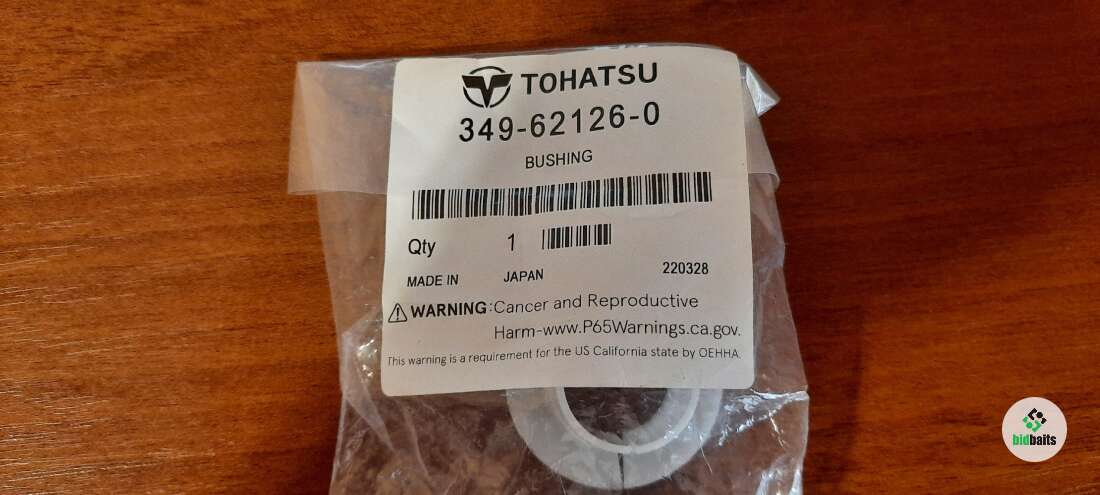 TOHATSU
349-62126-0
BUSHING
Qty 1
MADE IN JAPAN 220328
WARNING:Cancer and Reproductive
Harm-www.P65Warnings.ca.gov.
This warning is a requirement for the US California state by OEHHA.
bidbaits